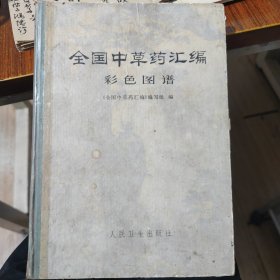 全国中草药汇编
彩色图谱
《全国中草药汇编》编写组 编
人民卫生出版社